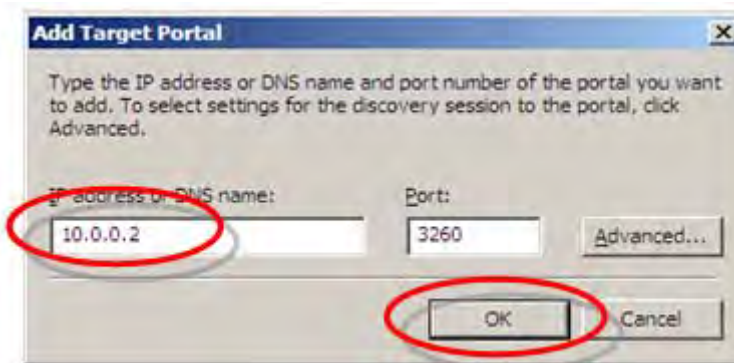 Add Target Portal
Type the IP address or DNS name and port number of the portal you want
to add. To select settings for the discovery session to the portal, click
Advanced.
IP address or DNS name:
Port:
10.0.0.2
3260
Advanced...
OK
Cancel